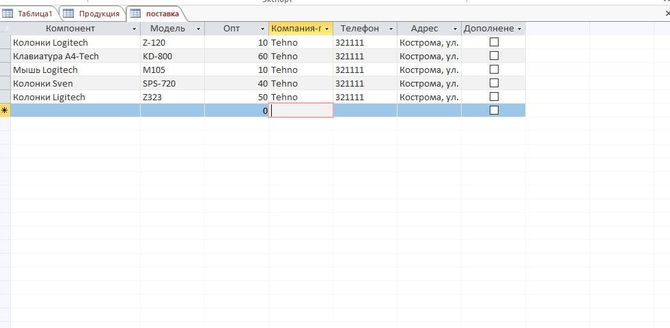 Таблица1 Продукция поставка
Компонент Модель Опт Компания-г Телефон Адрес Дополнене
Колонки Logitech Z-120 10 Tehno 321111 Кострома, ул.
Клавиатура A4-Tech KD-800 60 Tehno 321111 Кострома, ул.
Мышь Logitech M105 10 Tehno 321111 Кострома, ул.
Колонки Sven SPS-720 40 Tehno 321111 Кострома, ул.
Колонки Ligitech Z323 50 Tehno 321111 Кострома, ул.
0